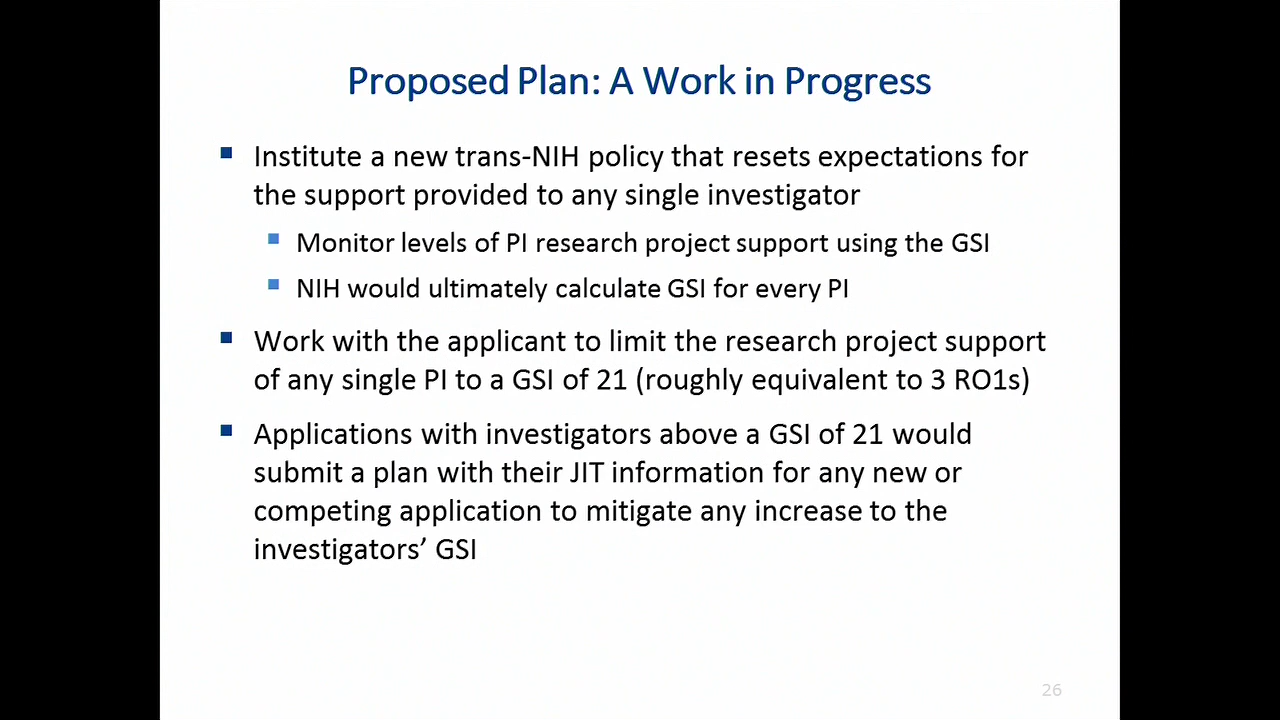 Proposed Plan: A Work in Progress
Institute a new trans-NIH policy that resets expectations for
the support provided to any single investigator
Monitor levels of PI research project support using the GSI
NIH would ultimately calculate GSI for every PI
Work with the applicant to limit the research project support
of any single PI to a GSI of 21 (roughly equivalent to 3 RO1s)
Applications with investigators above a GSI of 21 would
submit a plan with their JIT information for any new or
competing application to mitigate any increase to the
investigators’ GSI
26